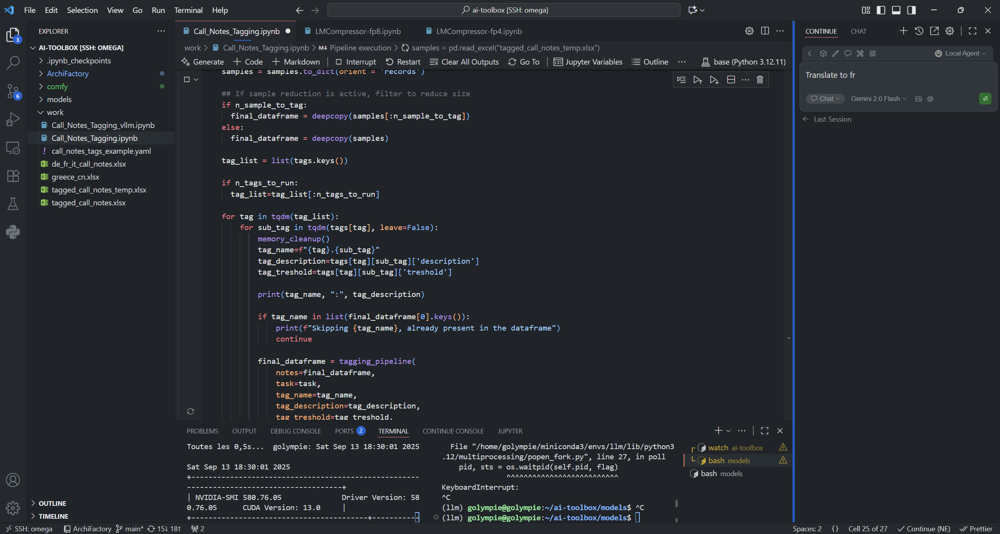 File Edit Selection View Go Run Terminal Help
ai-toolbox [SSH: omega]
EXPLORER
AI-TOOLBOX [SSH: OMEGA]
.ipynb_checkpoints
ArchiFactory
comfy
models
work
Call_Notes_Tagging_vllm.ipynb
Call_Notes_Tagging.ipynb
call_notes_tags_example.yaml
de_fr_it_call_notes.xlsx
greece_cn.xlsx
tagged_call_notes_temp.xlsx
tagged_call_notes.xlsx
OUTLINE
TIMELINE
3
6
Call_Notes_Tagging.ipynb LMCompressor-fp8.ipynb LMCompressor-fp4.ipynb
work > Call_Notes_Tagging.ipynb > M↓ Pipeline execution > samples = pd.read_excel("tagged_call_notes_temp.xlsx")
Generate + Code + Markdown Interrupt Restart Clear All Outputs Go To Jupyter Variables Outline ... base (Python 3.12.11)
samples = samples.to_dict(orient = 'records')
## If sample reduction is active, filter to reduce size
if n_sample_to_tag:
final_dataframe = deepcopy(samples[:n_sample_to_tag])
else:
final_dataframe = deepcopy(samples)
tag_list = list(tags.keys())
if n_tags_to_run:
tag_list=tag_list[:n_tags_to_run]
for tag in tqdm(tag_list):
for sub_tag in tqdm(tags[tag], leave=False):
memory_cleanup()
tag_name=f"{tag}.{sub_tag}"
tag_description=tags[tag][sub_tag]['description']
tag_treshold=tags[tag][sub_tag]['treshold']
print(tag_name, ":", tag_description)
if tag_name in list(final_dataframe[0].keys()):
print(f"Skipping {tag_name}, already present in the dataframe")
continue
final_dataframe = tagging_pipeline(
notes=final_dataframe,
task=task,
tag_name=tag_name,
tag_description=tag_description,
tag_treshold=tag_treshold,
PROBLEMS OUTPUT DEBUG CONSOLE PORTS 2 TERMINAL CONTINUE CONSOLE JUPYTER
Toutes les 0,5s... golympie: Sat Sep 13 18:30:01 2025
Sat Sep 13 18:30:01 2025
+-----------------------------------------------------
------------------------------------+
| NVIDIA-SMI 580.76.05 Driver Version: 58
0.76.05 CUDA Version: 13.0 |
+-----------------------------------------+-----------
File "/home/golympie/miniconda3/envs/llm/lib/python3
.12/multiprocessing/popen_fork.py", line 27, in poll
pid, sts = os.waitpid(self.pid, flag)
^^^^^^^^^^^^^^^^^^^^^^^^^^
KeyboardInterrupt:
^C
(llm) golympie@golympie:~/ai-toolbox/models$ ^C
(llm) golympie@golympie:~/ai-toolbox/models$
watch ai-toolbox
bash models
bash models
CONTINUE CHAT
Local Agent
Translate to fr
Chat Gemini 2.0 Flash @
Last Session
SSH: omega ArchiFactory main* 15↓ 18↑ 2 Spaces: 2 {} Cell 25 of 27 Continue (NE) Prettier